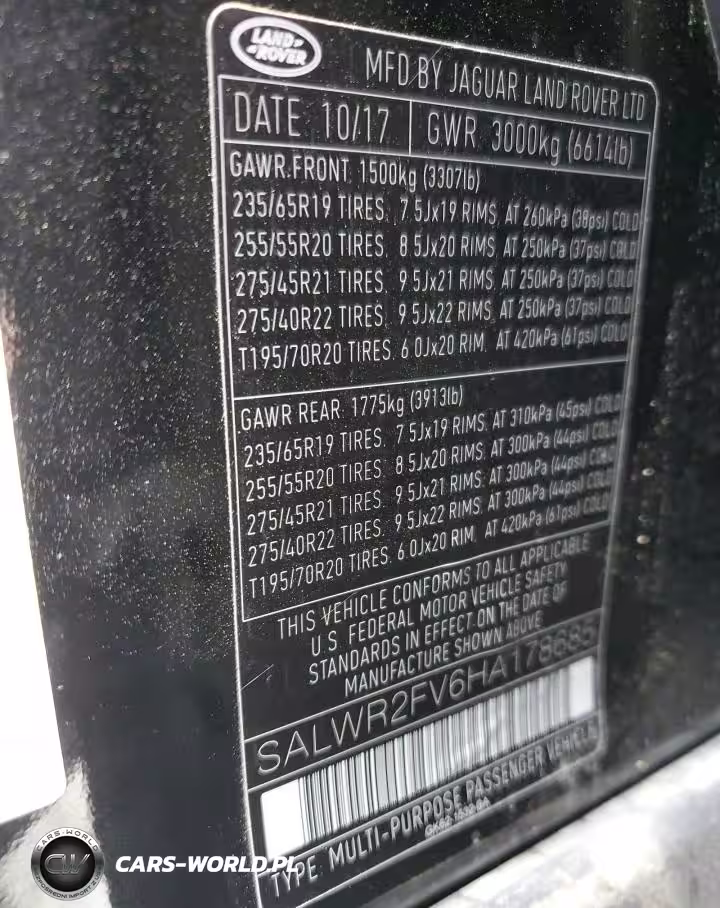 LAND ROVER
MFD BY JAGUAR LAND ROVER LTD
DATE 10/17 GWR 3000kg (6614lb)
GAWR FRONT 1500kg (3307lb)
235/65R19 TIRES. 7.5Jx19 RIMS. AT 260kPa (38psi) COLD
255/55R20 TIRES. 8.5Jx20 RIMS. AT 250kPa (37psi) COLD
275/45R21 TIRES. 9.5Jx21 RIMS. AT 250kPa (37psi) COLD
275/40R22 TIRES. 9.5Jx22 RIMS. AT 250kPa (37psi) COLD
T195/70R20 TIRES. 6.0Jx20 RIM. AT 420kPa (61psi) COLD
GAWR REAR. 1775kg (3913lb)
235/65R19 TIRES. 7.5Jx19 RIMS. AT 310kPa (45psi) COLD
255/55R20 TIRES. 8.5Jx20 RIMS. AT 300kPa (44psi) COLD
275/45R21 TIRES. 9.5Jx21 RIMS. AT 300kPa (44psi) COLD
275/40R22 TIRES. 9.5Jx22 RIMS. AT 300kPa (44psi) COLD
T195/70R20 TIRES. 6.0Jx20 RIM. AT 420kPa (61psi) COLD
THIS VEHICLE CONFORMS TO ALL APPLICABLE
U.S. FEDERAL MOTOR VEHICLE SAFETY
STANDARDS IN EFFECT ON THE DATE OF
MANUFACTURE SHOWN ABOVE
SALWR2FV6HA178685
TYPE: MULTI-PURPOSE PASSENGER VEHICLE
CARS-WORLD
CW
CARS-WORLD.PL